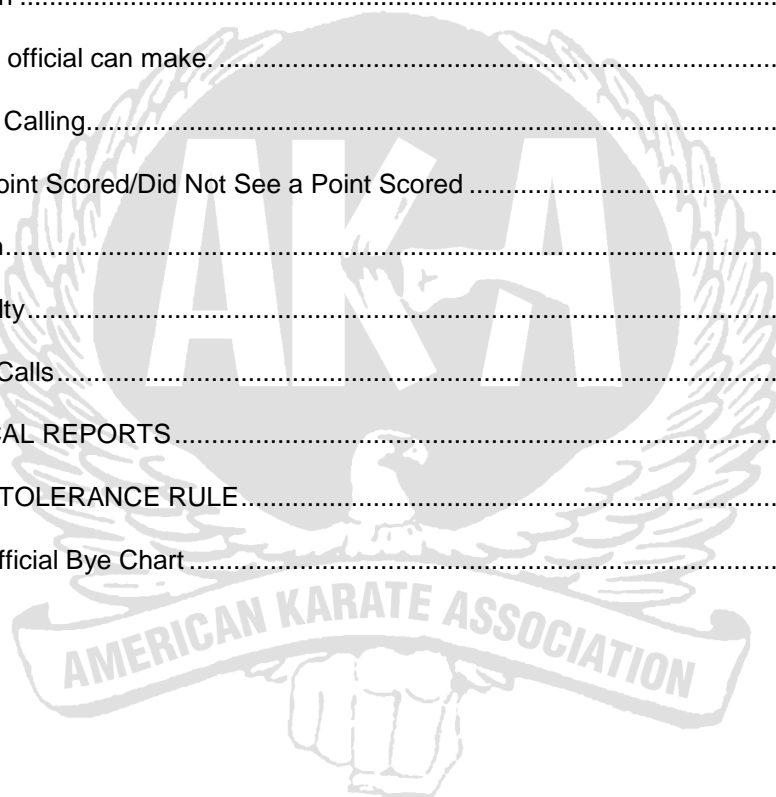 n ........................................................................................................
official can make. ........................................................................
Calling............................................................................................
oint Scored/Did Not See a Point Scored .......................................
n..........................................................................................................
lty......................................................................................................
Calls.................................................................................................
CAL REPORTS.................................................................................
TOLERANCE RULE.......................................................................
fficial Bye Chart ..............................................................................
AKA
AMERICAN KARATE ASSOCIATION